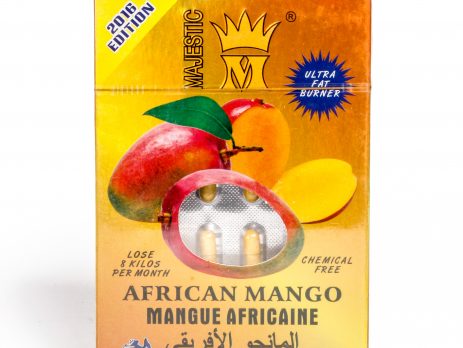 2016
EDITION
MAJESTIC
M
®
ULTRA
FAT
BURNER
LOSE
8 KILOS
PER MONTH
CHEMICAL
FREE
AFRICAN MANGO
MANGUE AFRICAINE
المانجو الأفريقي